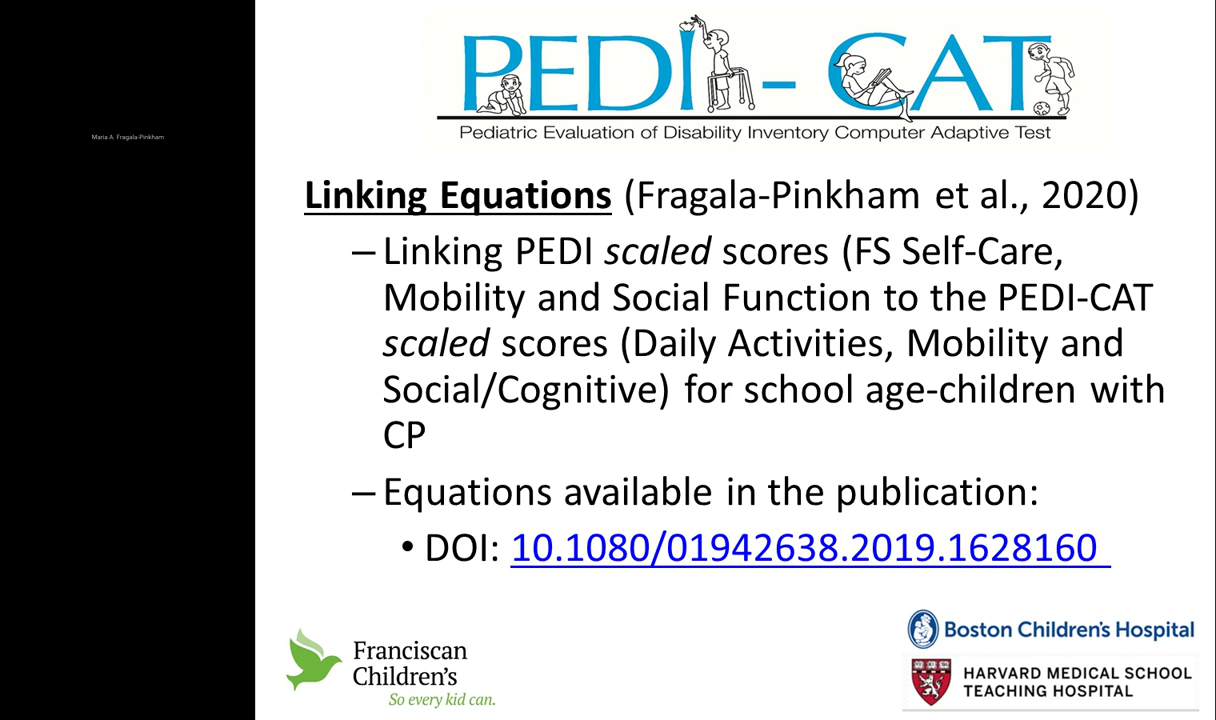 Maria A. Fragala-Pinkham
PEDI-CAT
Pediatric Evaluation of Disability Inventory Computer Adaptive Test
Linking Equations (Fragala-Pinkham et al., 2020)
– Linking PEDI scaled scores (FS Self-Care,
Mobility and Social Function to the PEDI-CAT
scaled scores (Daily Activities, Mobility and
Social/Cognitive) for school age-children with
CP
– Equations available in the publication:
• DOI: 10.1080/01942638.2019.1628160
Franciscan
Children's
So every kid can.
Boston Children's Hospital
HARVARD MEDICAL SCHOOL
TEACHING HOSPITAL